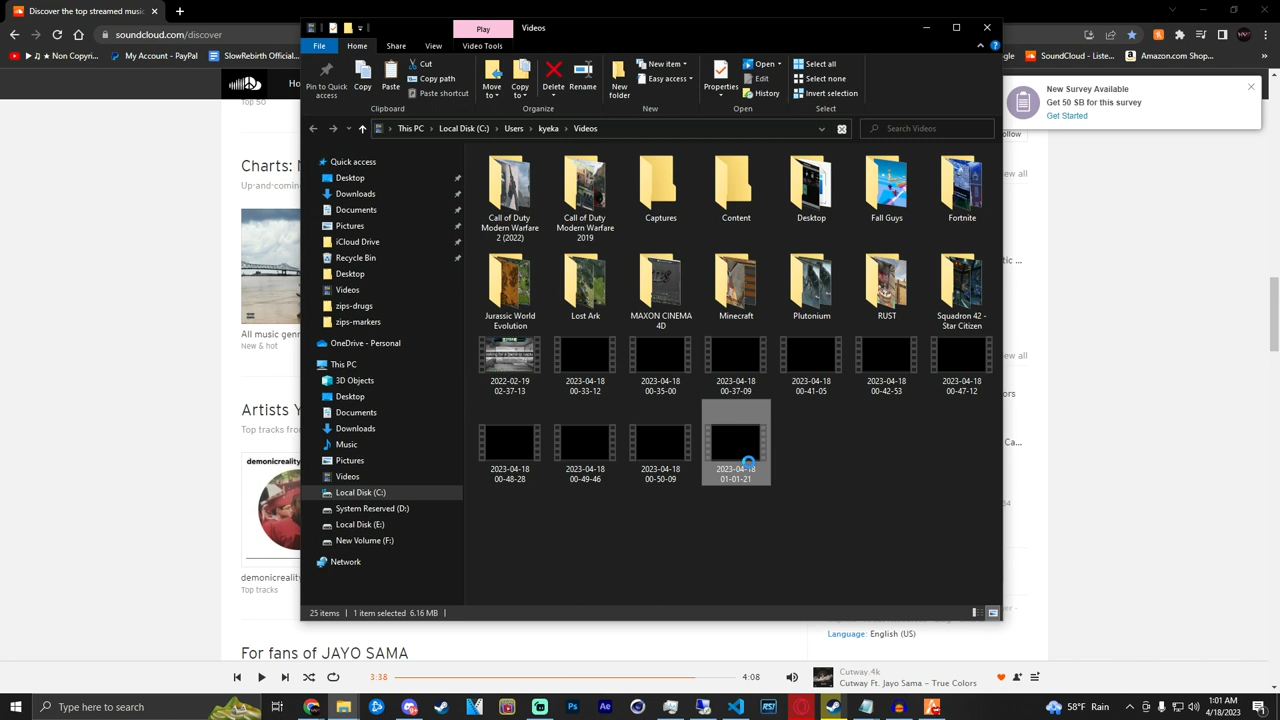 Discover the top streamed music
Play
Videos
File
Home
Share
View
Video Tools
soundcloud.com/discover
No Copyri...
My PayPal - PayPal
SlowRebirth Official...
SoundCloud - Liste...
Amazon.com Shop...
Pin to Quick access
Copy
Paste
Cut
Copy path
Paste shortcut
Move to
Copy to
Delete
Rename
New folder
New item
Easy access
Properties
Open
Edit
History
Select all
Select none
Invert selection
Clipboard
Organize
New
Open
Select
New Survey Available
Get 50 SB for this survey
Get Started
Top 50
This PC
Local Disk (C:)
Users
kyeka
Videos
Search Videos
ollow
Charts:
Up-and-comin
ew all
Quick access
Desktop
Downloads
Documents
Pictures
iCloud Drive
Recycle Bin
Desktop
Videos
zips-drugs
zips-markers
OneDrive - Personal
This PC
3D Objects
Desktop
Documents
Downloads
Music
Pictures
Videos
Local Disk (C:)
System Reserved (D:)
Local Disk (E:)
New Volume (F:)
Network
Call of Duty
Modern Warfare
2 (2022)
Call of Duty
Modern Warfare
2019
Captures
Content
Desktop
Fall Guys
Fortnite
Jurassic World
Evolution
Lost Ark
MAXON CINEMA
4D
Minecraft
Plutonium
RUST
Squadron 42 -
Star Citizen
2022-02-19
02-37-13
2023-04-18
00-33-12
2023-04-18
00-35-00
2023-04-18
00-37-09
2023-04-18
00-41-05
2023-04-18
00-42-53
2023-04-18
00-47-12
2023-04-18
00-48-28
2023-04-18
00-49-46
2023-04-18
00-50-09
2023-04-18
01-01-21
tic ...
All music genr
New & hot
ew all
ors
Artists Y
Top tracks fro
Ca...
demonicreality
demonicreality
Top tracks
25 items
1 item selected 6.16 MB
Language: English (US)
For fans of JAYO SAMA
3:38
4:08
Cutway.4k
Cutway Ft. Jayo Sama – True Colors
Type here to search
58°F Rain
1:01 AM
4/18/2023